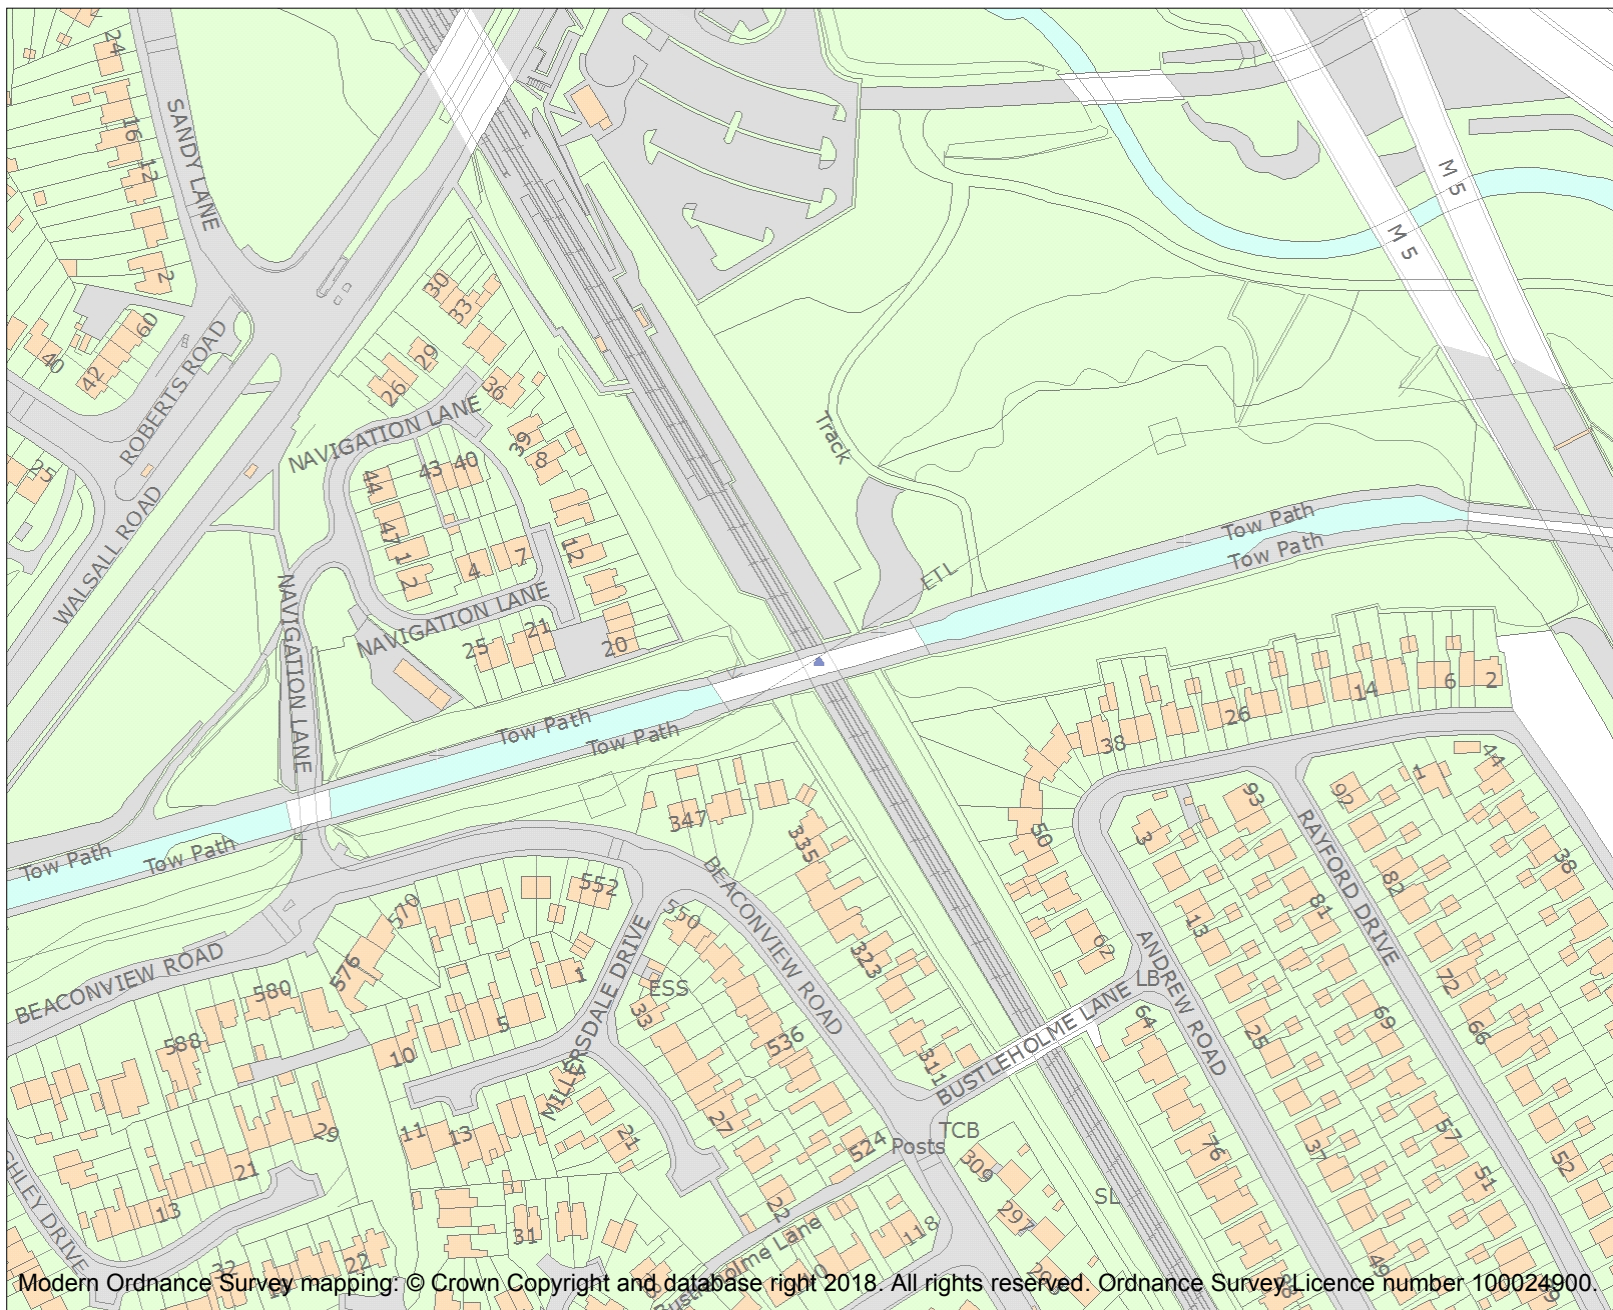 24
SANDY LANE
16
12
2
M 5
M 5
30
33
60
40
42
ROBERTS ROAD
29
26
36
NAVIGATION LANE
Track
39
8
43
40
44
25
WALSALL ROAD
47
1
2
4
7
12
Tow Path
Tow Path
ETL
NAVIGATION LANE
NAVIGATION LANE
25
21
20
Tow Path
Tow Path
38
26
14
6
2
44
93
92
1
347
335
50
3
RAYFORD DRIVE
38
Tow Path
Tow Path
BEACONVIEW ROAD
552
550
570
576
82
81
13
323
62
ANDREW ROAD
LB
BEACONVIEW ROAD
580
588
1
5
10
MILLERSDALE DRIVE
ESS
33
536
72
69
66
64
25
311
BUSTLEHOLME LANE
TCB
Posts
524
27
21
11
13
29
21
13
309
297
SL
76
37
57
51
52
22
118
31
22
32
Bustleholme Lane
49
Modern Ordnance Survey mapping: © Crown Copyright and database right 2018. All rights reserved. Ordnance Survey Licence number 100024900.